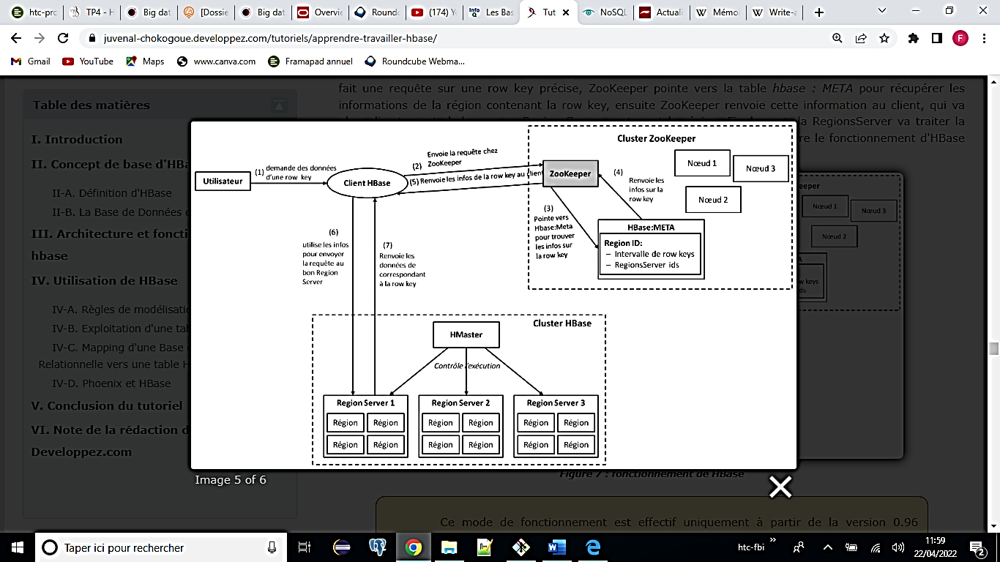 htc-pro
TP4 - H
Big dat
[Dossie
Big dat
Overvie
Roundc
(174) Yo
Les Bas
Tut
NoSQL
Actuali
Mémoi
Write-a
juvenal-chokogoue.developpez.com/tutoriels/apprendre-travailler-hbase/
F
Gmail
YouTube
Maps
www.canva.com
Framapad annuel
Roundcube Webma...
fait une requête sur une row key précise, ZooKeeper pointe vers la table hbase : META pour récupérer les
informations de la région contenant la row key, ensuite ZooKeeper renvoie cette information au client, qui va
la RegionsServer va traiter la
re le fonctionnement d'HBase
Table des matières
I. Introduction
II. Concept de base d'HBa
II-A. Définition d'HBase
II-B. La Base de Données
III. Architecture et foncti
hbase
IV. Utilisation de HBase
IV-A. Règles de modélisatio
IV-B. Exploitation d'une tab
IV-C. Mapping d'une Base
Relationnelle vers une table H
IV-D. Phoenix et HBase
V. Conclusion du tutoriel
VI. Note de la rédaction d
Developpez.com
Utilisateur
(1) demande des données
d'une row key
Client HBase
(2) Envoie la requête chez
ZooKeeper
(5) Renvoie les infos de la row key au client
Cluster ZooKeeper
ZooKeeper
Nœud 1
Nœud 3
Nœud 2
(4)
Renvoie les
infos sur la
row key
(3)
Pointe vers
Hbase:Meta
pour trouver
les infos sur
la row key
HBase:META
Region ID:
– Intervalle de row keys
– RegionsServer ids
(6)
utilise les infos
pour envoyer
la requête au
bon Region
Server
(7)
Renvoie les
données de
correspondant
à la row key
Cluster HBase
HMaster
Contrôle l'exécution
Region Server 1
Région Région
Région Région
Region Server 2
Région Région
Région Région
Region Server 3
Région Région
Région Région
eeper
Nœud 1
Nœud 3
Nœud 2
w keys
ds
Image 5 of 6
Figure 7 : fonctionnement de HBase
Ce mode de fonctionnement est effectif uniquement à partir de la version 0.96
Taper ici pour rechercher
htc-fbi
11:59
22/04/2022
2